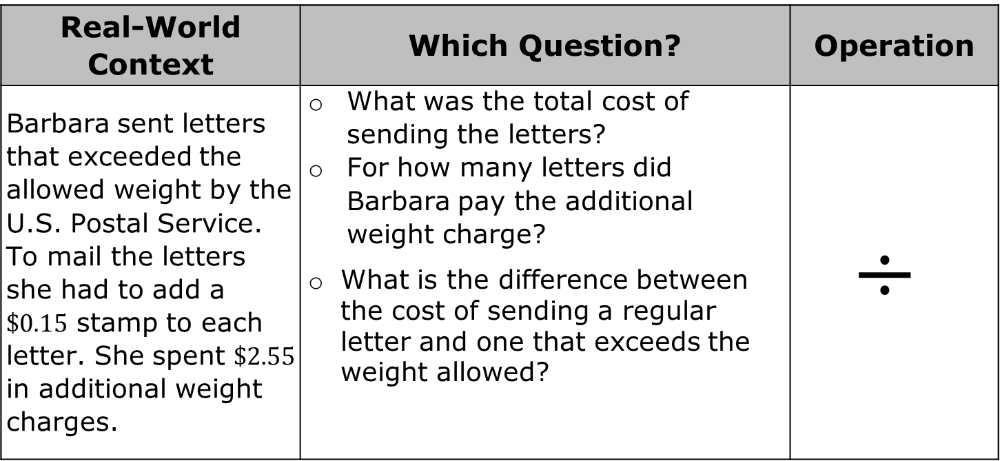 Real-World
Context
Which Question?
Operation
Barbara sent letters
that exceeded the
allowed weight by the
U.S. Postal Service.
To mail the letters
she had to add a
$0.15 stamp to each
letter. She spent $2.55
in additional weight
charges.
○ What was the total cost of
sending the letters?
○ For how many letters did
Barbara pay the additional
weight charge?
○ What is the difference between
the cost of sending a regular
letter and one that exceeds the
weight allowed?
÷